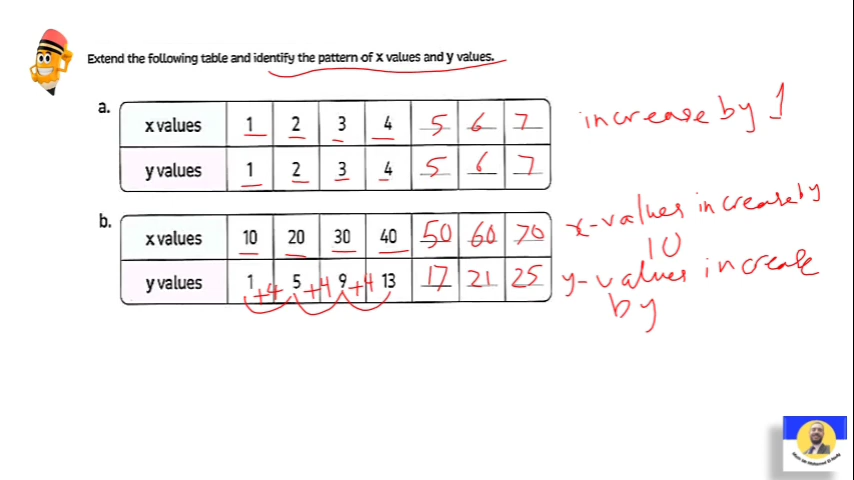 Extend the following table and identify the pattern of x values and y values.
a.
x values 1 2 3 4 5 6 7
increase by 1
y values 1 2 3 4 5 6 7
b.
x values 10 20 30 40 50 60 70
x-values increase by
10
y values 1 5 9 13 17 21 25
+4 +4 +4
y-values increase
by